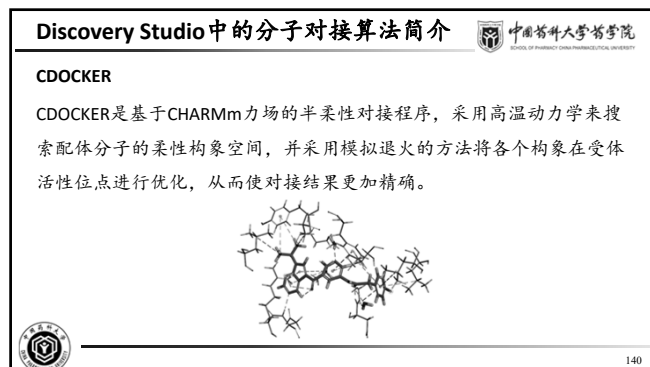 Discovery Studio中的分子对接算法简介
中国药科大学药学院
SCHOOL OF PHARMACY CHINA PHARMACEUTICAL UNIVERSITY
CDOCKER
CDOCKER是基于CHARMm力场的半柔性对接程序，采用高温动力学来搜
索配体分子的柔性构象空间，并采用模拟退火的方法将各个构象在受体
活性位点进行优化，从而使对接结果更加精确。
140